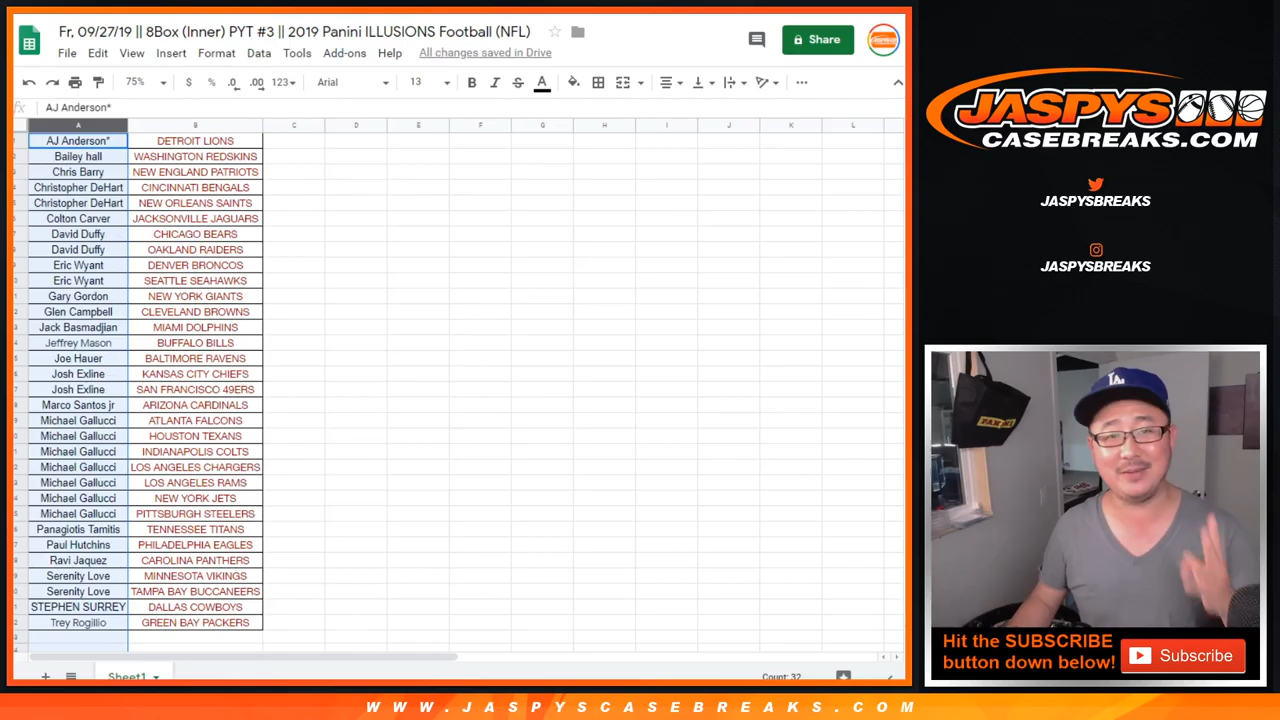 Fr, 09/27/19 || 8Box (Inner) PYT #3 || 2019 Panini ILLUSIONS Football (NFL)
File Edit View Insert Format Data Tools Add-ons Help All changes saved in Drive
Share
75% $ % .0 .00 123 Arial 13 B I S A
fx AJ Anderson*
A B C D E F G H I J K L
AJ Anderson* DETROIT LIONS
Bailey hall WASHINGTON REDSKINS
Chris Barry NEW ENGLAND PATRIOTS
Christopher DeHart CINCINNATI BENGALS
Christopher DeHart NEW ORLEANS SAINTS
Colton Carver JACKSONVILLE JAGUARS
David Duffy CHICAGO BEARS
David Duffy OAKLAND RAIDERS
Eric Wyant DENVER BRONCOS
Eric Wyant SEATTLE SEAHAWKS
Gary Gordon NEW YORK GIANTS
Glen Campbell CLEVELAND BROWNS
Jack Basmadjian MIAMI DOLPHINS
Jeffrey Mason BUFFALO BILLS
Joe Hauer BALTIMORE RAVENS
Josh Exline KANSAS CITY CHIEFS
Josh Exline SAN FRANCISCO 49ERS
Marco Santos jr ARIZONA CARDINALS
Michael Gallucci ATLANTA FALCONS
Michael Gallucci HOUSTON TEXANS
Michael Gallucci INDIANAPOLIS COLTS
Michael Gallucci LOS ANGELES CHARGERS
Michael Gallucci LOS ANGELES RAMS
Michael Gallucci NEW YORK JETS
Michael Gallucci PITTSBURGH STEELERS
Panagiotis Tamitis TENNESSEE TITANS
Paul Hutchins PHILADELPHIA EAGLES
Ravi Jaquez CAROLINA PANTHERS
Serenity Love MINNESOTA VIKINGS
Serenity Love TAMPA BAY BUCCANEERS
STEPHEN SURREY DALLAS COWBOYS
Trey Rogillio GREEN BAY PACKERS
Sheet1
Count: 32
JASPYS
CASEBREAKS.COM
JASPYSBREAKS
JASPYSBREAKS
LA
PANINI
Hit the SUBSCRIBE
button down below!
Subscribe
WWW.JASPYSCASEBREAKS.COM